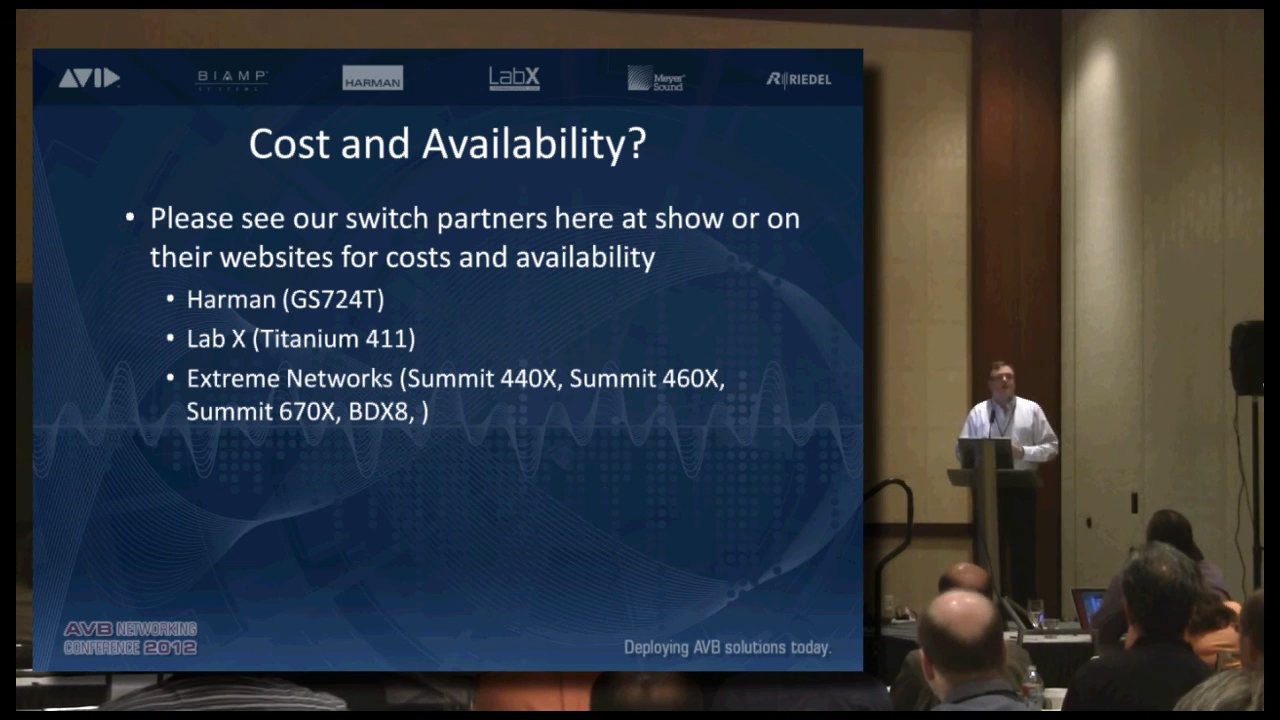 AVID
BIAMP
SYSTEMS
HARMAN
LabX
Meyer
Sound
RIEDEL
Cost and Availability?
• Please see our switch partners here at show or on
their websites for costs and availability
• Harman (GS724T)
• Lab X (Titanium 411)
• Extreme Networks (Summit 440X, Summit 460X,
Summit 670X, BDX8, )
AVB NETWORKING
CONFERENCE 2012
Deploying AVB solutions today.